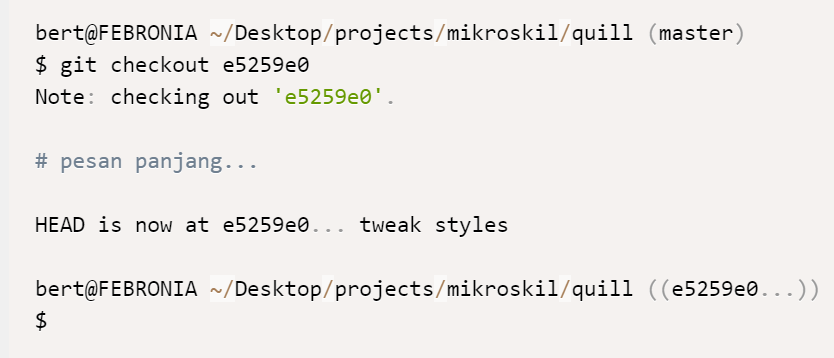 bert@FEBRONIA ~/Desktop/projects/mikroskil/quill (master)
$ git checkout e5259e0
Note: checking out 'e5259e0'.
# pesan panjang...
HEAD is now at e5259e0... tweak styles
bert@FEBRONIA ~/Desktop/projects/mikroskil/quill ((e5259e0...))
$